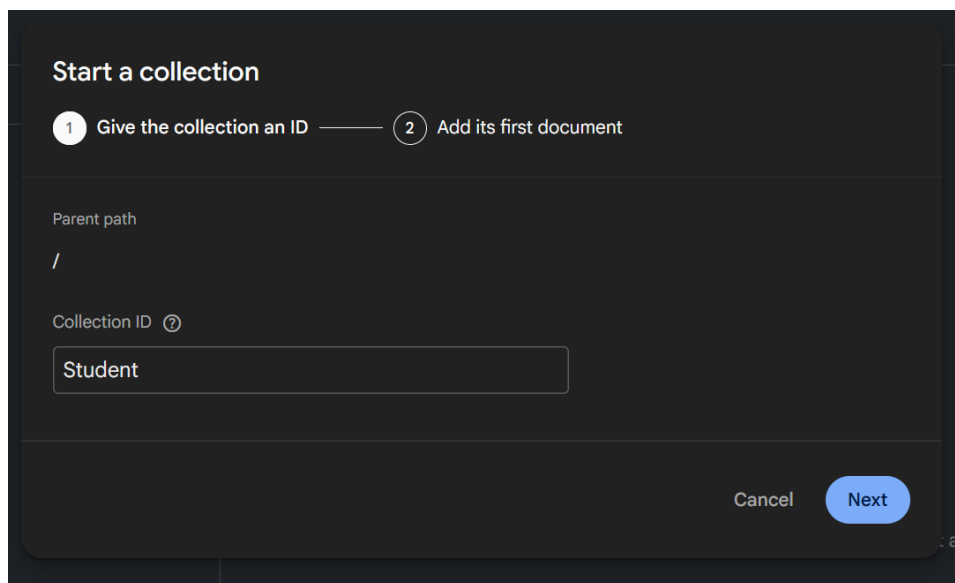 Start a collection
1 Give the collection an ID 2 Add its first document
Parent path
/
Collection ID ?
Student
Cancel Next